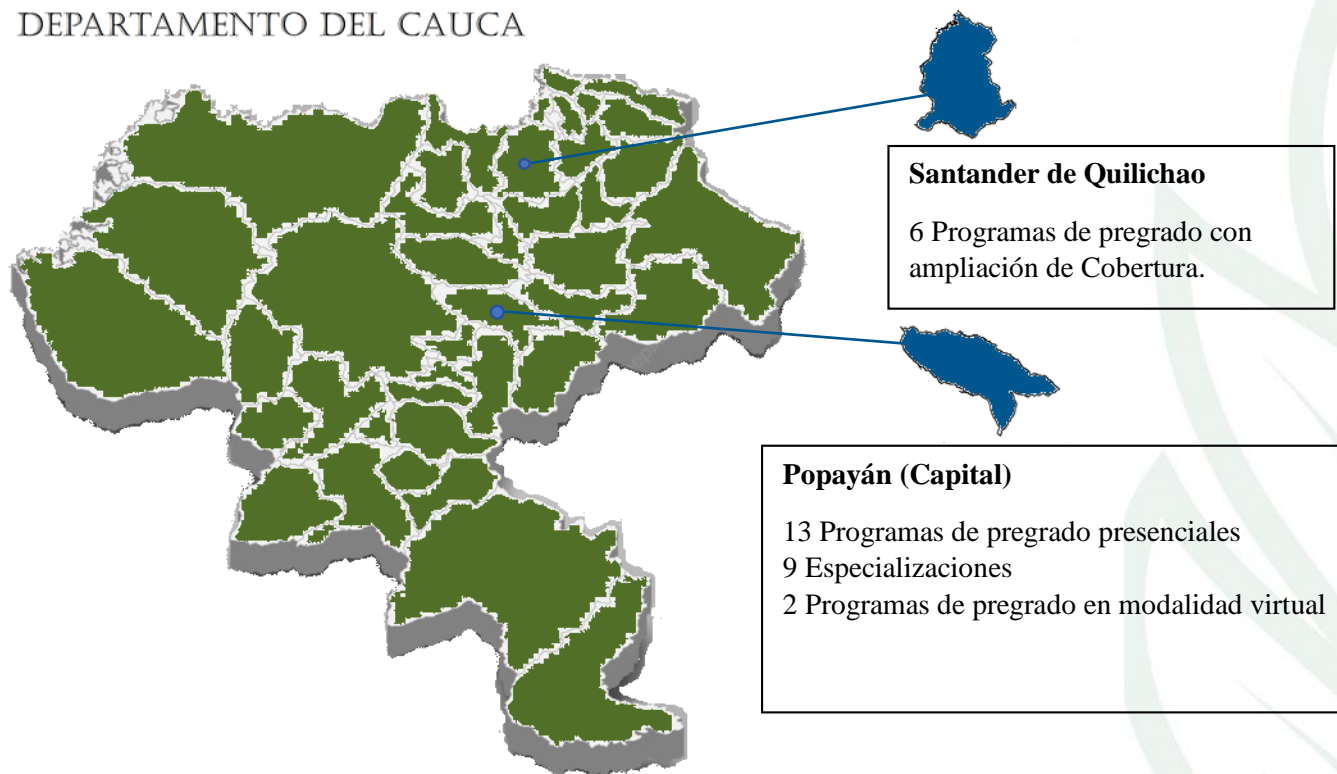 DEPARTAMENTO DEL CAUCA
Santander de Quilichao
6 Programas de pregrado con
ampliación de Cobertura.
Popayán (Capital)
13 Programas de pregrado presenciales
9 Especializaciones
2 Programas de pregrado en modalidad virtual